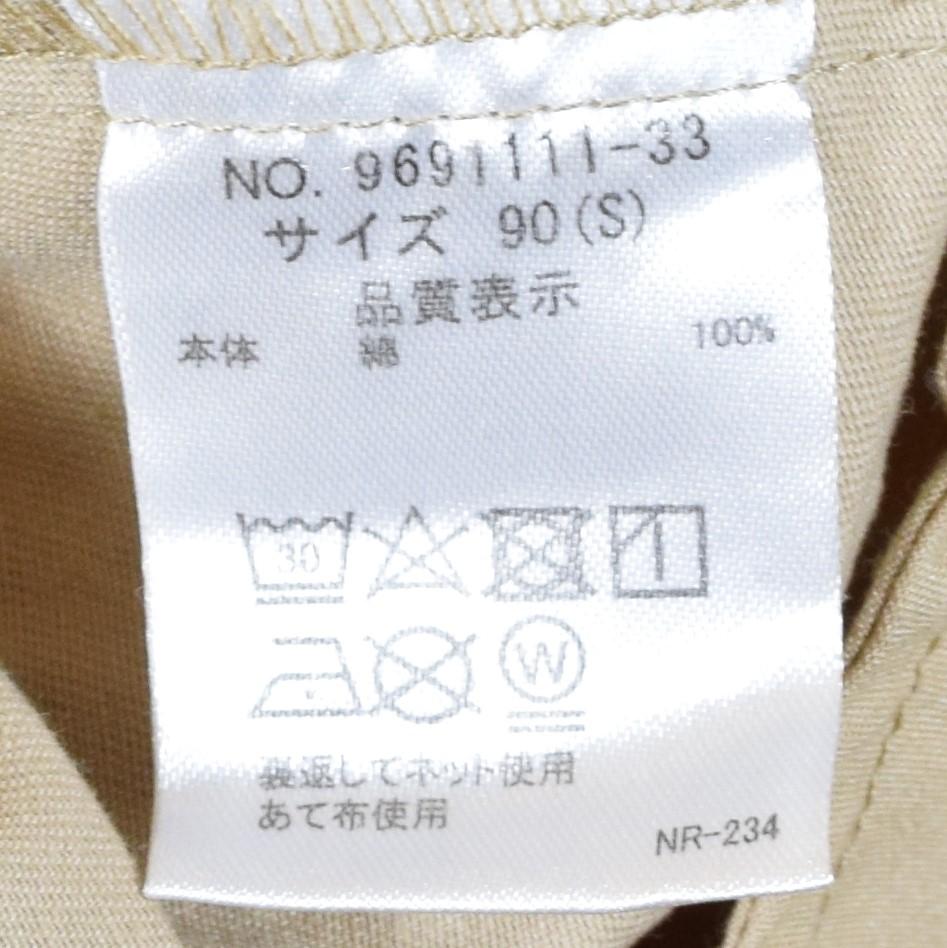 NO. 9691111-33
サイズ 90(S)
品質表示
本体 綿 100%
30
W
裏返してネット使用
あて布使用
NR-234